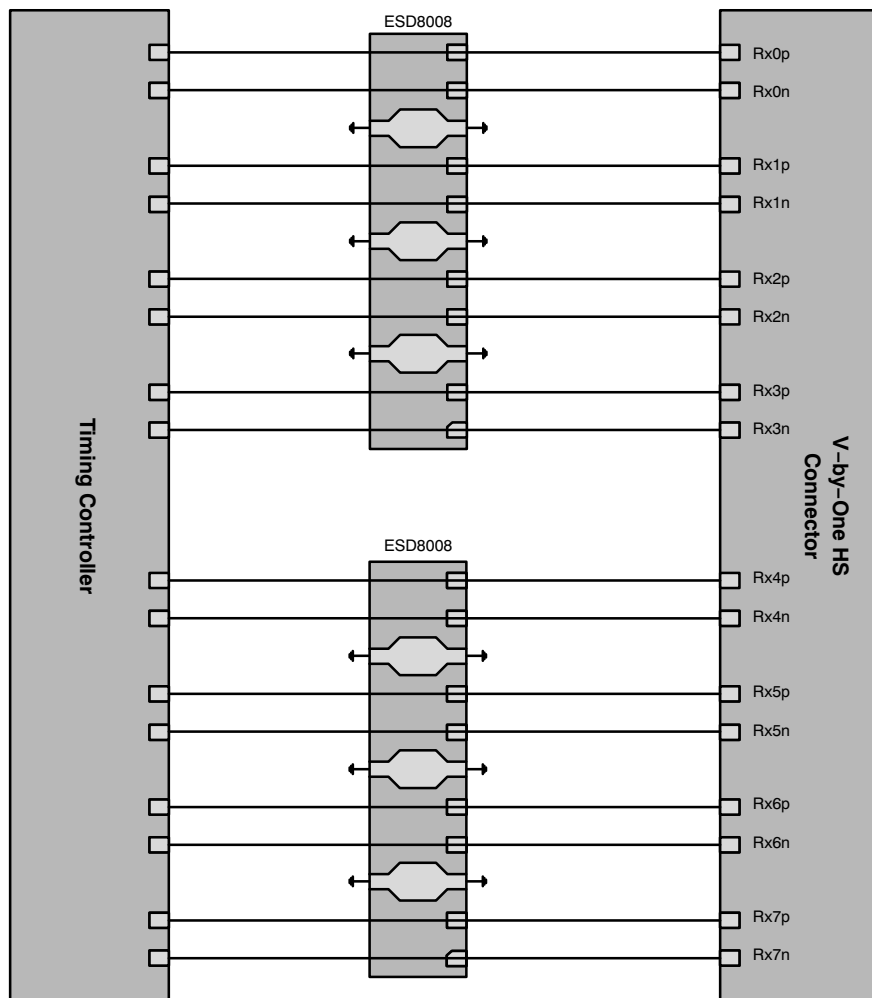 ESD8008
Rx0p
Rx0n
Rx1p
Rx1n
Rx2p
Rx2n
Rx3p
Rx3n
Timing Controller
V−by−One HS
Connector
ESD8008
Rx4p
Rx4n
Rx5p
Rx5n
Rx6p
Rx6n
Rx7p
Rx7n